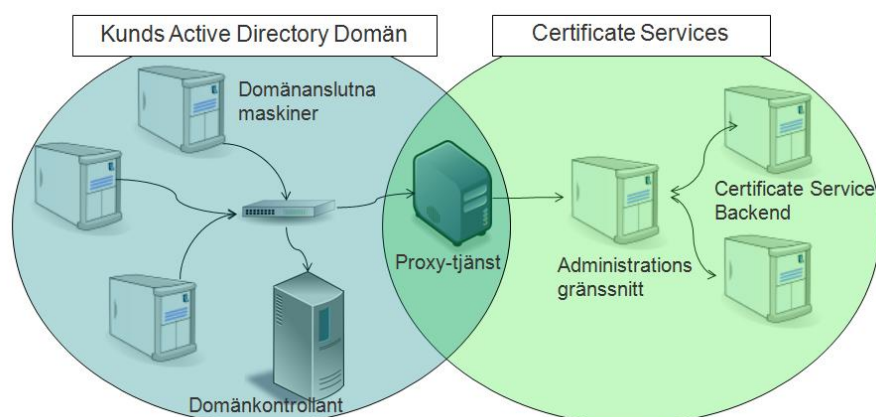 Kunds Active Directory Domän
Certificate Services
Domänanslutna
maskiner
Proxy-tjänst
Domänkontrollant
Administrations
gränssnitt
Certificate Service
Backend